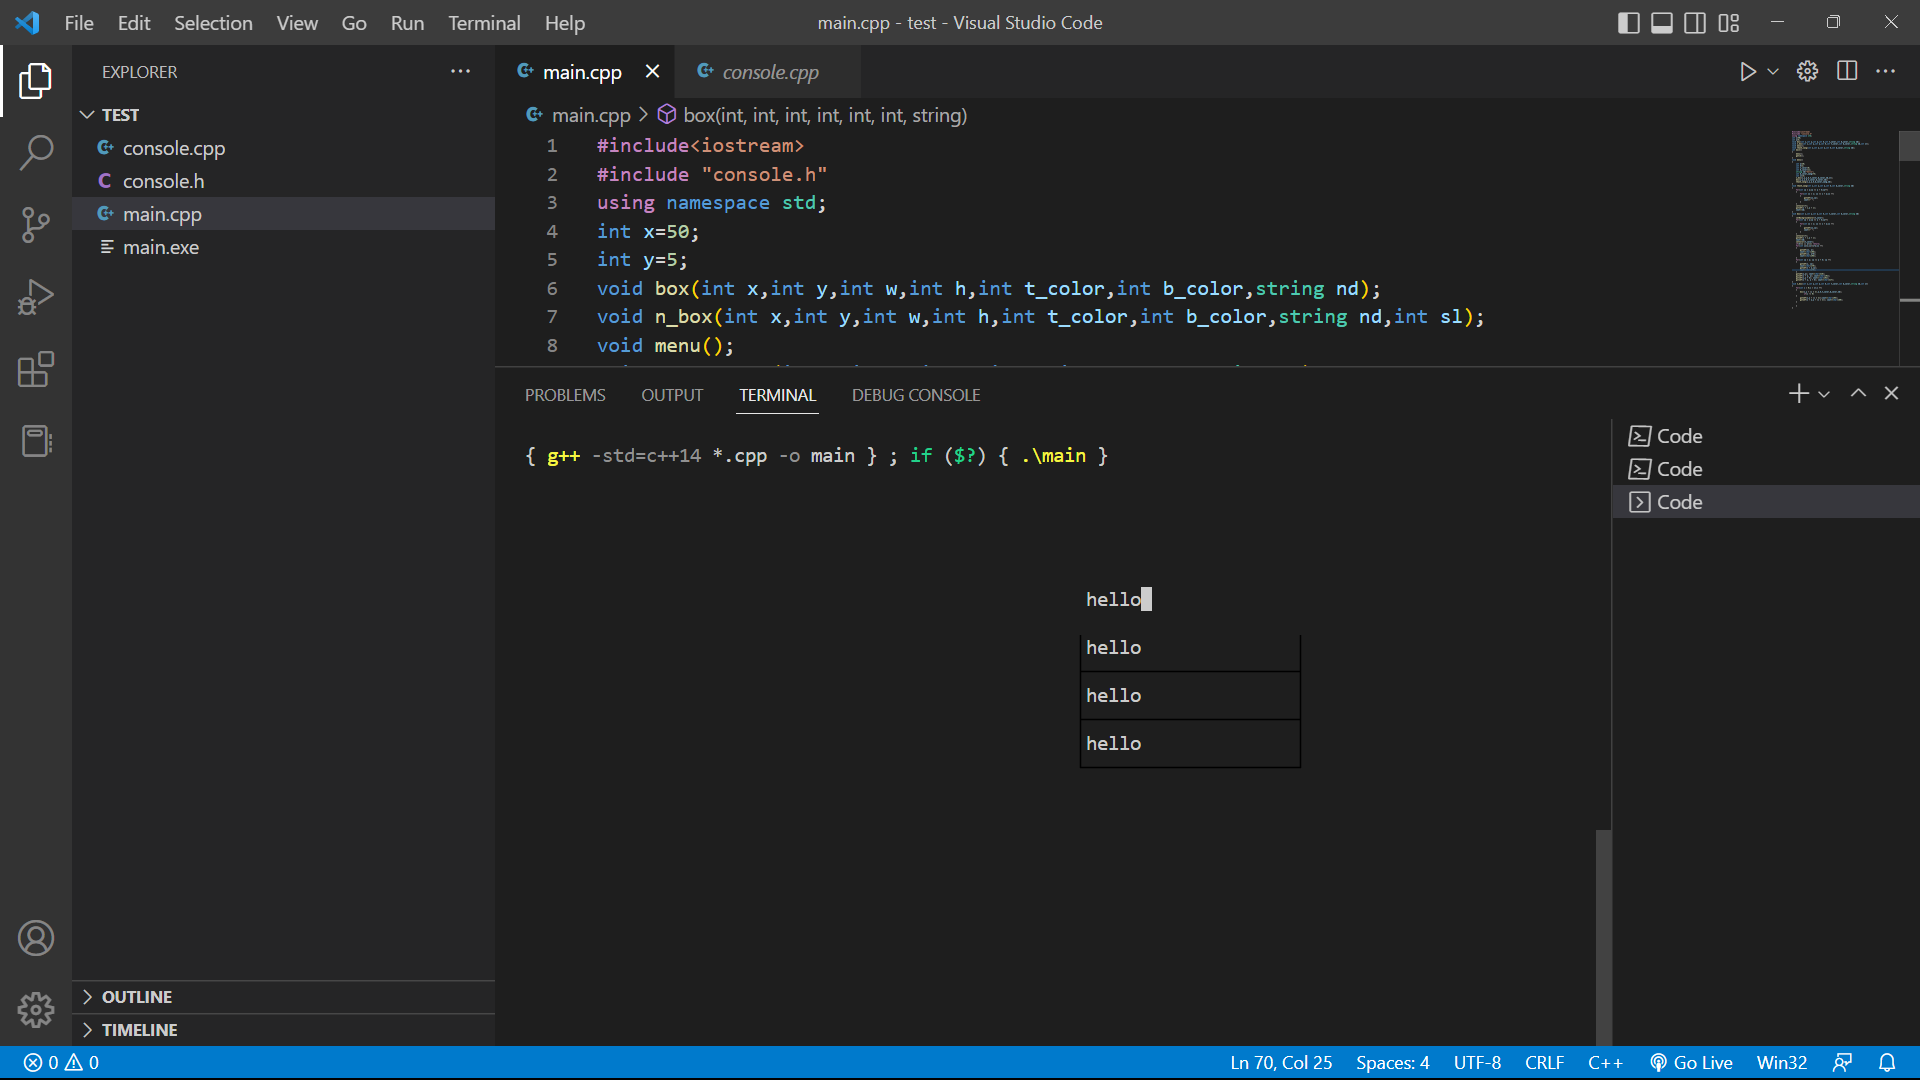 File Edit Selection View Go Run Terminal Help
main.cpp - test - Visual Studio Code
EXPLORER
TEST
console.cpp
console.h
main.cpp
main.exe
OUTLINE
TIMELINE
main.cpp
console.cpp
main.cpp > box(int, int, int, int, int, int, string)
1 #include<iostream>
2 #include "console.h"
3 using namespace std;
4 int x=50;
5 int y=5;
6 void box(int x,int y,int w,int h,int t_color,int b_color,string nd);
7 void n_box(int x,int y,int w,int h,int t_color,int b_color,string nd,int sl);
8 void menu();
PROBLEMS OUTPUT TERMINAL DEBUG CONSOLE
{ g++ -std=c++14 *.cpp -o main } ; if ($?) { .\main }
hello
hello
hello
hello
Code
Code
Code
0 0
Ln 70, Col 25 Spaces: 4 UTF-8 CRLF C++ Go Live Win32